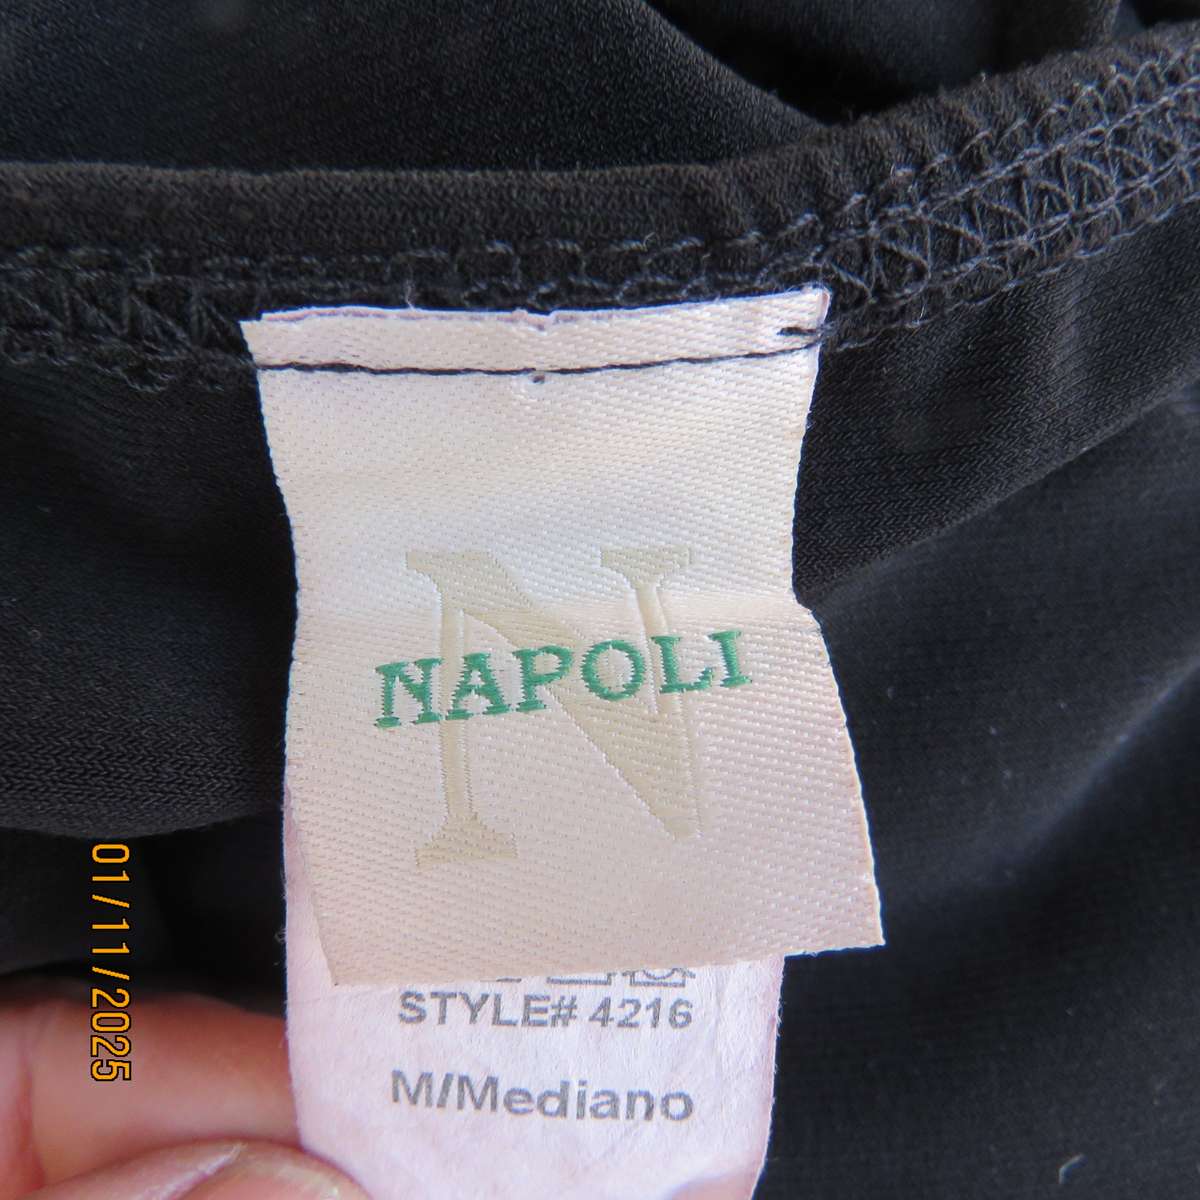 N
NAPOLI
STYLE# 4216
M/Mediano
01/11/2025